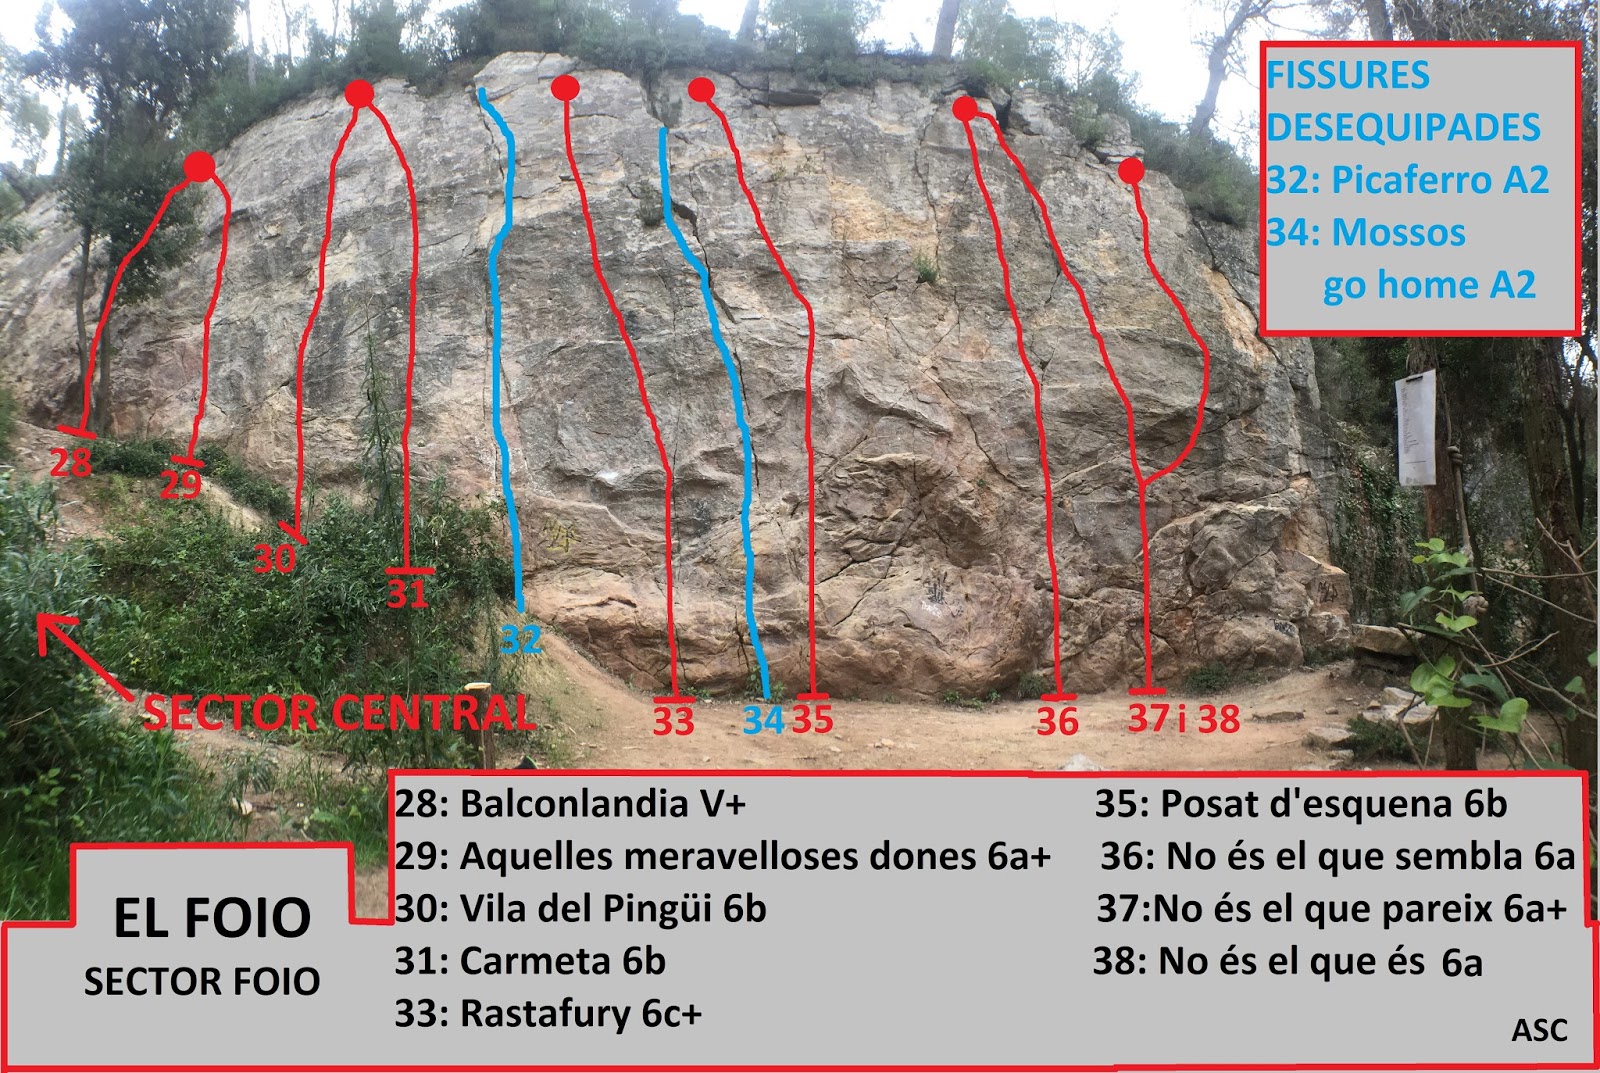 FISSURES
DESEQUIPADES
32: Picaferro A2
34: Mossos
go home A2
28
29
30
31
32
33
34
35
36
37 i 38
SECTOR CENTRAL
EL FOIO
SECTOR FOIO
28: Balconlandia V+
29: Aquelles meravelloses dones 6a+
30: Vila del Pingüi 6b
31: Carmeta 6b
33: Rastafury 6c+
35: Posat d'esquena 6b
36: No és el que sembla 6a
37:No és el que pareix 6a+
38: No és el que és 6a
ASC